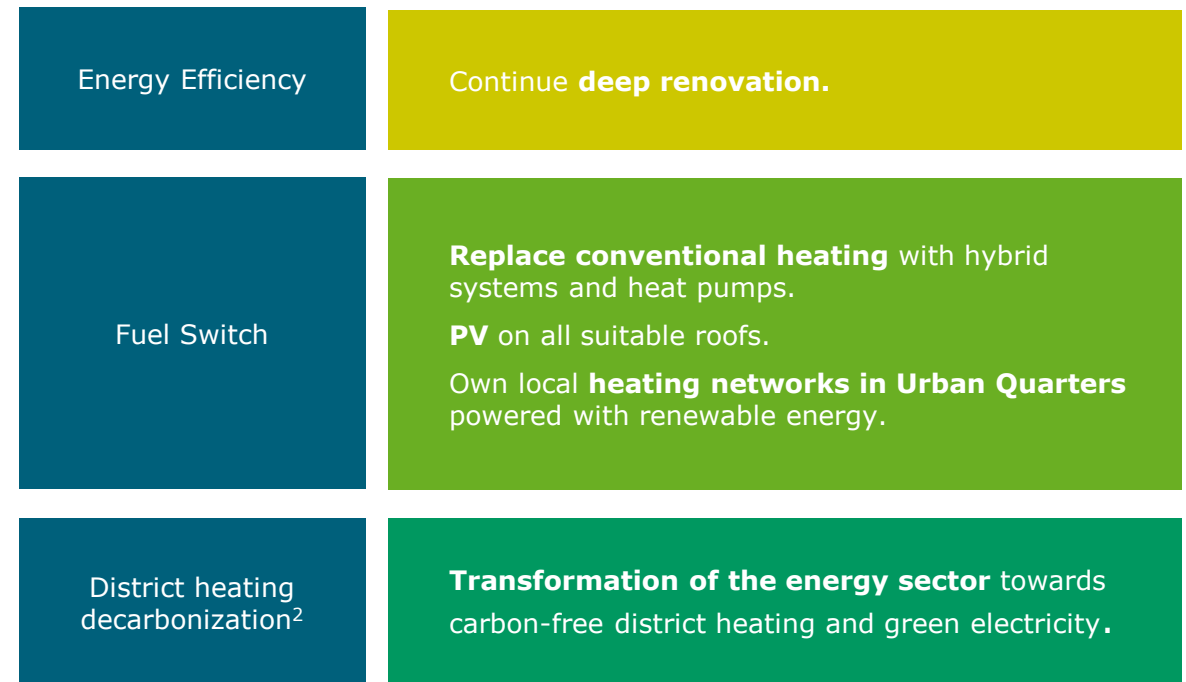 Energy Efficiency
Continue deep renovation.
Fuel Switch
Replace conventional heating with hybrid
systems and heat pumps.
PV on all suitable roofs.
Own local heating networks in Urban Quarters
powered with renewable energy.
District heating
decarbonization²
Transformation of the energy sector towards
carbon-free district heating and green electricity.